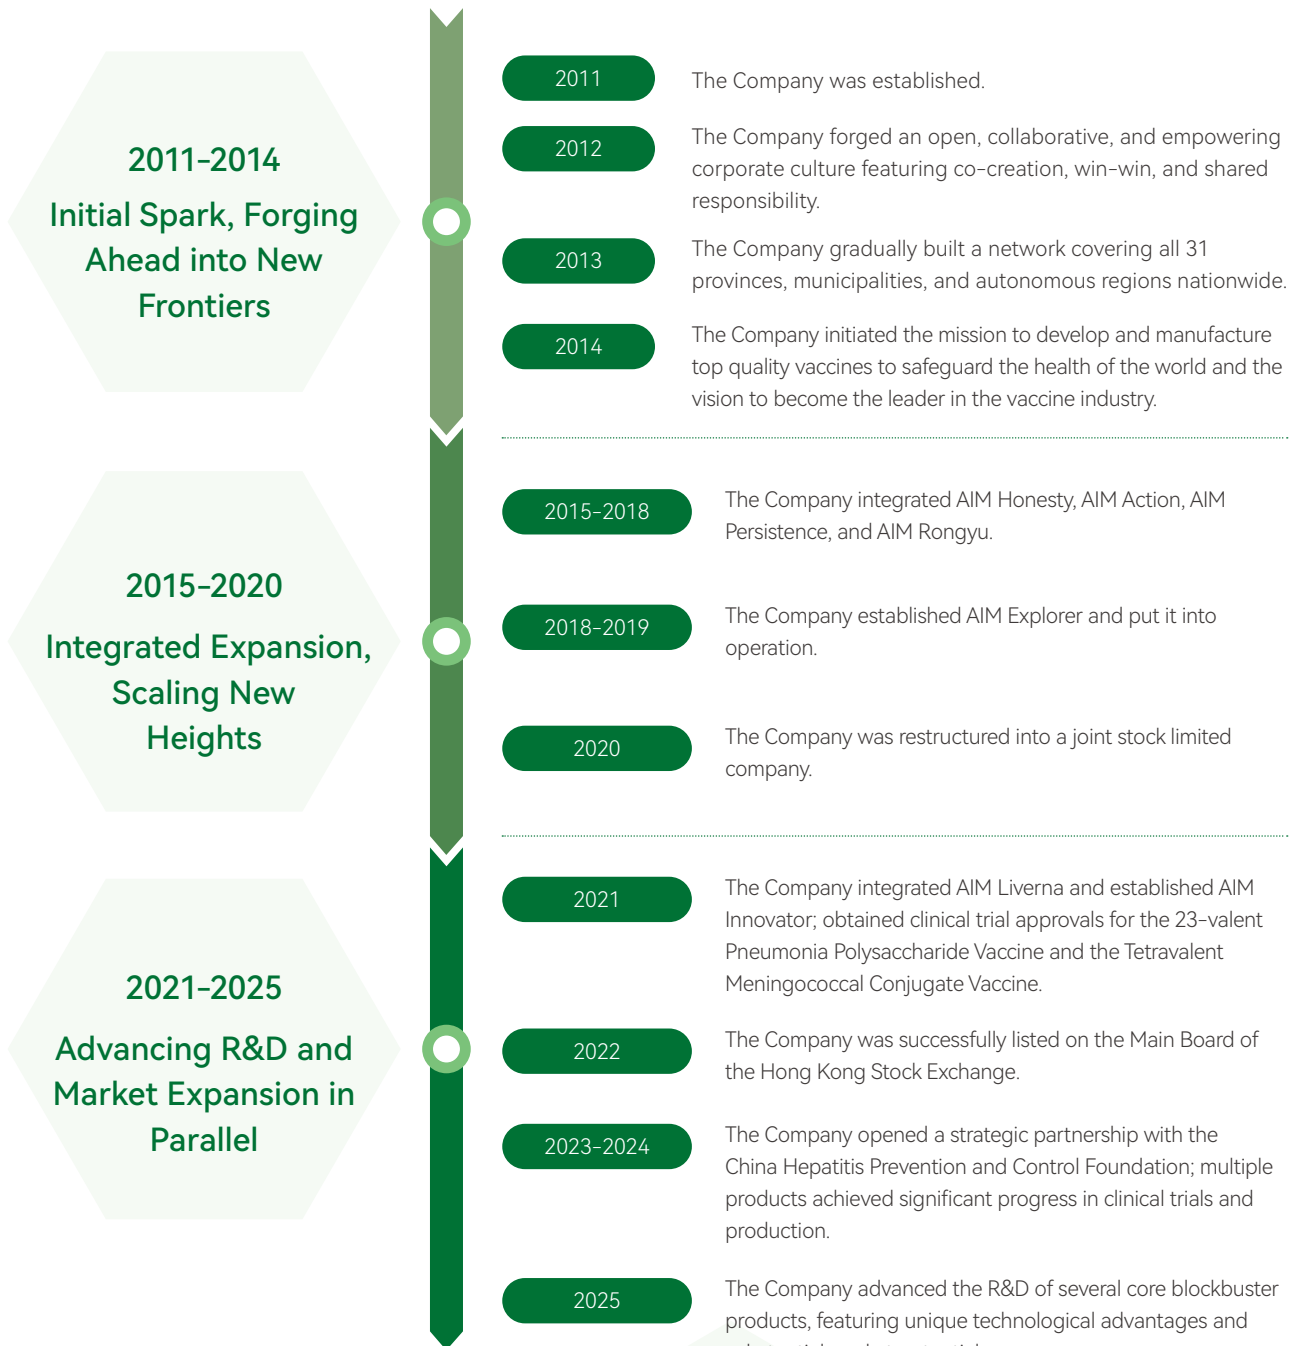 2011-2014
Initial Spark, Forging
Ahead into New
Frontiers
2011
The Company was established.
2012
The Company forged an open, collaborative, and empowering
corporate culture featuring co-creation, win-win, and shared
responsibility.
2013
The Company gradually built a network covering all 31
provinces, municipalities, and autonomous regions nationwide.
2014
The Company initiated the mission to develop and manufacture
top quality vaccines to safeguard the health of the world and the
vision to become the leader in the vaccine industry.
2015-2020
Integrated Expansion,
Scaling New
Heights
2015-2018
The Company integrated AIM Honesty, AIM Action, AIM
Persistence, and AIM Rongyu.
2018-2019
The Company established AIM Explorer and put it into
operation.
2020
The Company was restructured into a joint stock limited
company.
2021-2025
Advancing R&D and
Market Expansion in
Parallel
2021
The Company integrated AIM Liverna and established AIM
Innovator; obtained clinical trial approvals for the 23-valent
Pneumonia Polysaccharide Vaccine and the Tetravalent
Meningococcal Conjugate Vaccine.
2022
The Company was successfully listed on the Main Board of
the Hong Kong Stock Exchange.
2023-2024
The Company opened a strategic partnership with the
China Hepatitis Prevention and Control Foundation; multiple
products achieved significant progress in clinical trials and
production.
2025
The Company advanced the R&D of several core blockbuster
products, featuring unique technological advantages and